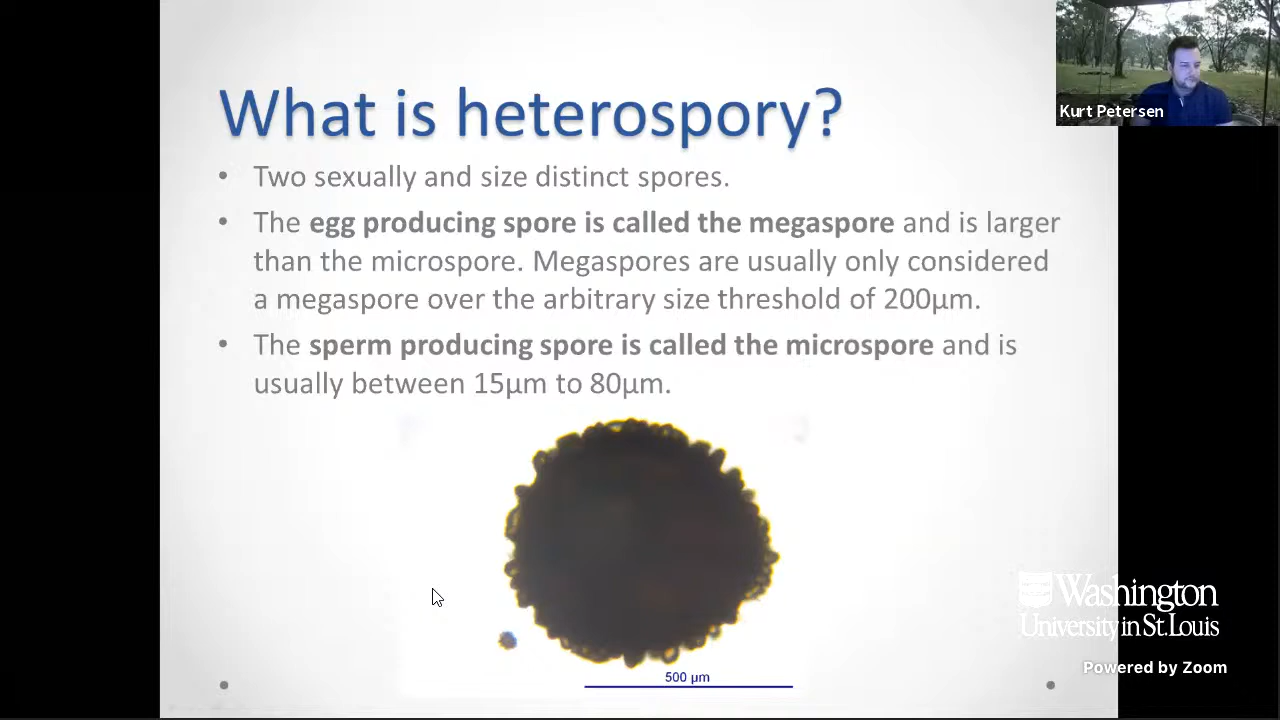 What is heterospory?
Kurt Petersen
• Two sexually and size distinct spores.
• The egg producing spore is called the megaspore and is larger
than the microspore. Megaspores are usually only considered
a megaspore over the arbitrary size threshold of 200µm.
• The sperm producing spore is called the microspore and is
usually between 15µm to 80µm.
500 µm
Washington
University in St. Louis
Powered by Zoom